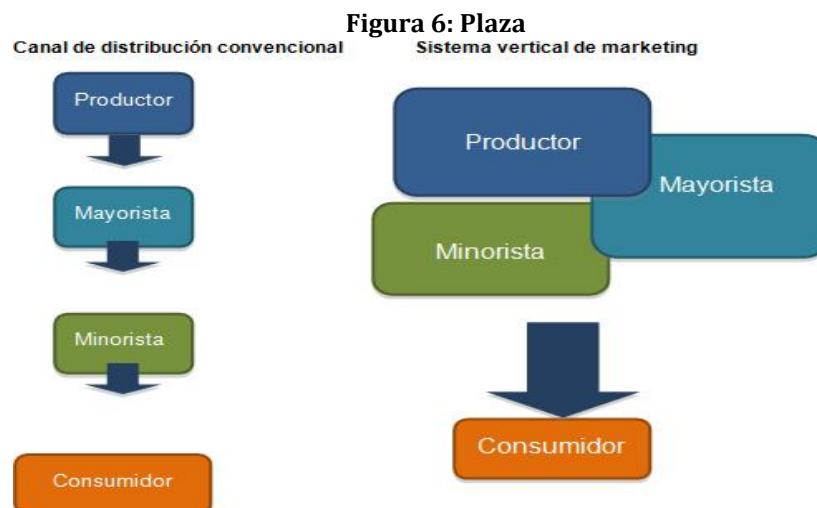 Figura 6: Plaza
Canal de distribución convencional
Productor
Mayorista
Minorista
Consumidor
Sistema vertical de marketing
Productor
Mayorista
Minorista
Consumidor